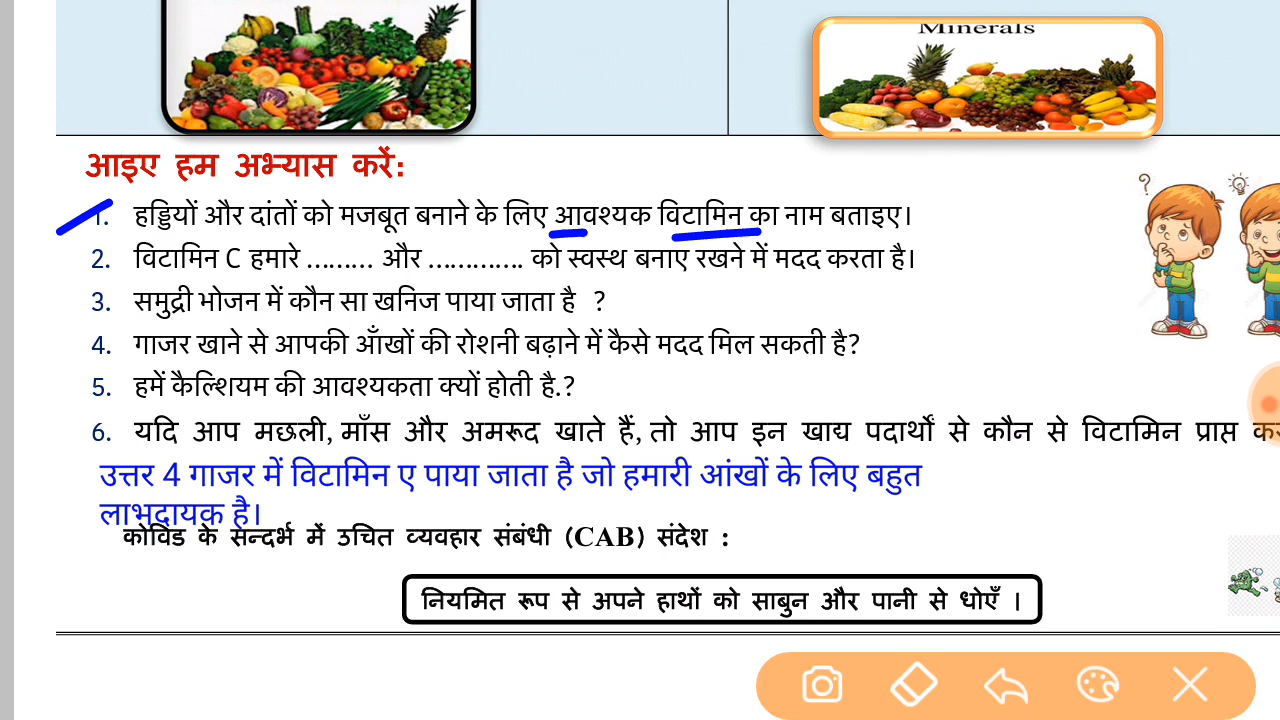 Minerals
आइए हम अभ्यास करें:
1. हड्डियों और दांतों को मजबूत बनाने के लिए आवश्यक विटामिन का नाम बताइए।
2. विटामिन C हमारे ......... और ............. को स्वस्थ बनाए रखने में मदद करता है।
3. समुद्री भोजन में कौन सा खनिज पाया जाता है ?
4. गाजर खाने से आपकी आँखों की रोशनी बढ़ाने में कैसे मदद मिल सकती है?
5. हमें कैल्शियम की आवश्यकता क्यों होती है.?
6. यदि आप मछली, माँस और अमरूद खाते हैं, तो आप इन खाद्य पदार्थों से कौन से विटामिन प्राप्त
उत्तर 4 गाजर में विटामिन ए पाया जाता है जो हमारी आंखों के लिए बहुत
लाभदायक है।
कोविड के सन्दर्भ में उचित व्यवहार संबंधी (CAB) संदेश :
नियमित रूप से अपने हाथों को साबुन और पानी से धोएँ ।